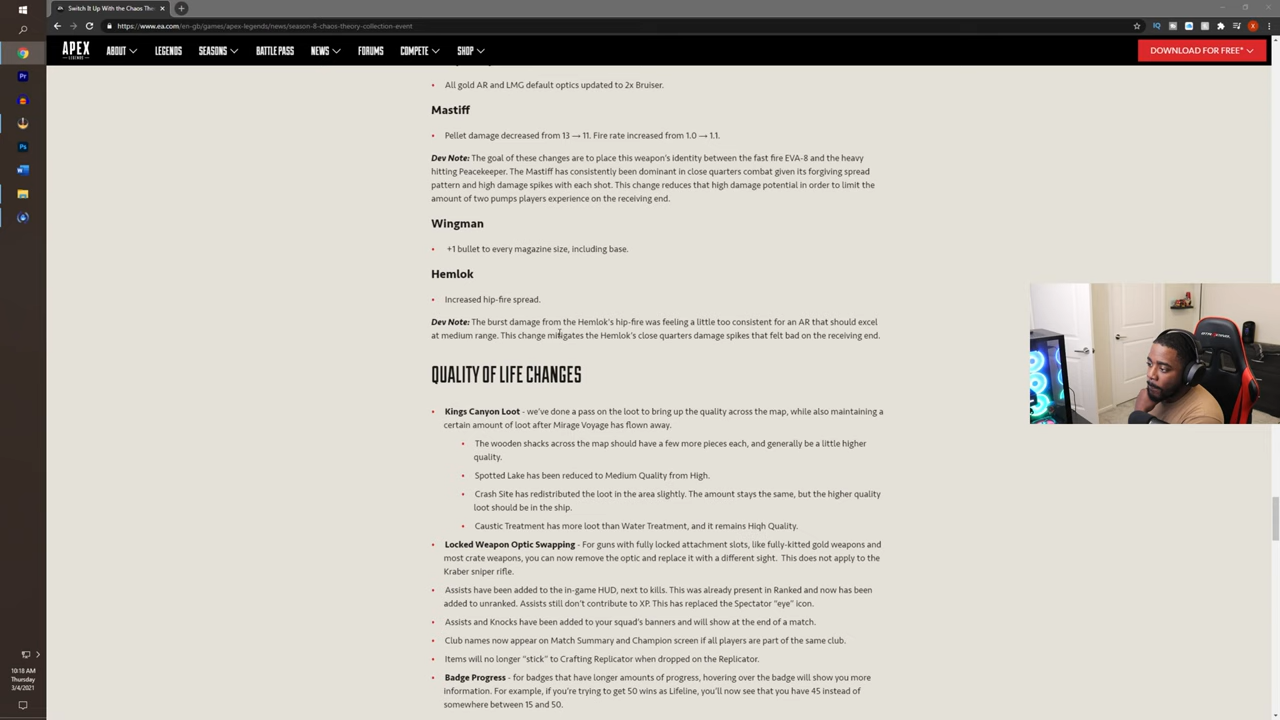 Switch It Up With the Chaos The
https://www.ea.com/en-gb/games/apex-legends/news/season-8-chaos-theory-collection-event
APEX
LEGENDS
ABOUT
LEGENDS
SEASONS
BATTLE PASS
NEWS
FORUMS
COMPETE
SHOP
DOWNLOAD FOR FREE*
• All gold AR and LMG default optics updated to 2x Bruiser.
Mastiff
• Pellet damage decreased from 13 → 11. Fire rate increased from 1.0 → 1.1.
Dev Note: The goal of these changes are to place this weapon's identity between the fast fire EVA-8 and the heavy
hitting Peacekeeper. The Mastiff has consistently been dominant in close quarters combat given its forgiving spread
pattern and high damage spikes with each shot. This change reduces that high damage potential in order to limit the
amount of two pumps players experience on the receiving end.
Wingman
• +1 bullet to every magazine size, including base.
Hemlok
• Increased hip-fire spread.
Dev Note: The burst damage from the Hemlok's hip-fire was feeling a little too consistent for an AR that should excel
at medium range. This change mitigates the Hemlok's close quarters damage spikes that felt bad on the receiving end.
QUALITY OF LIFE CHANGES
• Kings Canyon Loot - we've done a pass on the loot to bring up the quality across the map, while also maintaining a
certain amount of loot after Mirage Voyage has flown away.
• The wooden shacks across the map should have a few more pieces each, and generally be a little higher
quality.
• Spotted Lake has been reduced to Medium Quality from High.
• Crash Site has redistributed the loot in the area slightly. The amount stays the same, but the higher quality
loot should be in the ship.
• Caustic Treatment has more loot than Water Treatment, and it remains High Quality.
• Locked Weapon Optic Swapping - For guns with fully locked attachment slots, like fully-kitted gold weapons and
most crate weapons, you can now remove the optic and replace it with a different sight. This does not apply to the
Kraber sniper rifle.
• Assists have been added to the in-game HUD, next to kills. This was already present in Ranked and now has been
added to unranked. Assists still don't contribute to XP. This has replaced the Spectator "eye" icon.
• Assists and Knocks have been added to your squad's banners and will show at the end of a match.
• Club names now appear on Match Summary and Champion screen if all players are part of the same club.
• Items will no longer "stick" to Crafting Replicator when dropped on the Replicator.
• Badge Progress - for badges that have longer amounts of progress, hovering over the badge will show you more
information. For example, if you're trying to get 50 wins as Lifeline, you'll now see that you have 45 instead of
somewhere between 15 and 50.
10:18 AM
Thursday
3/4/2021